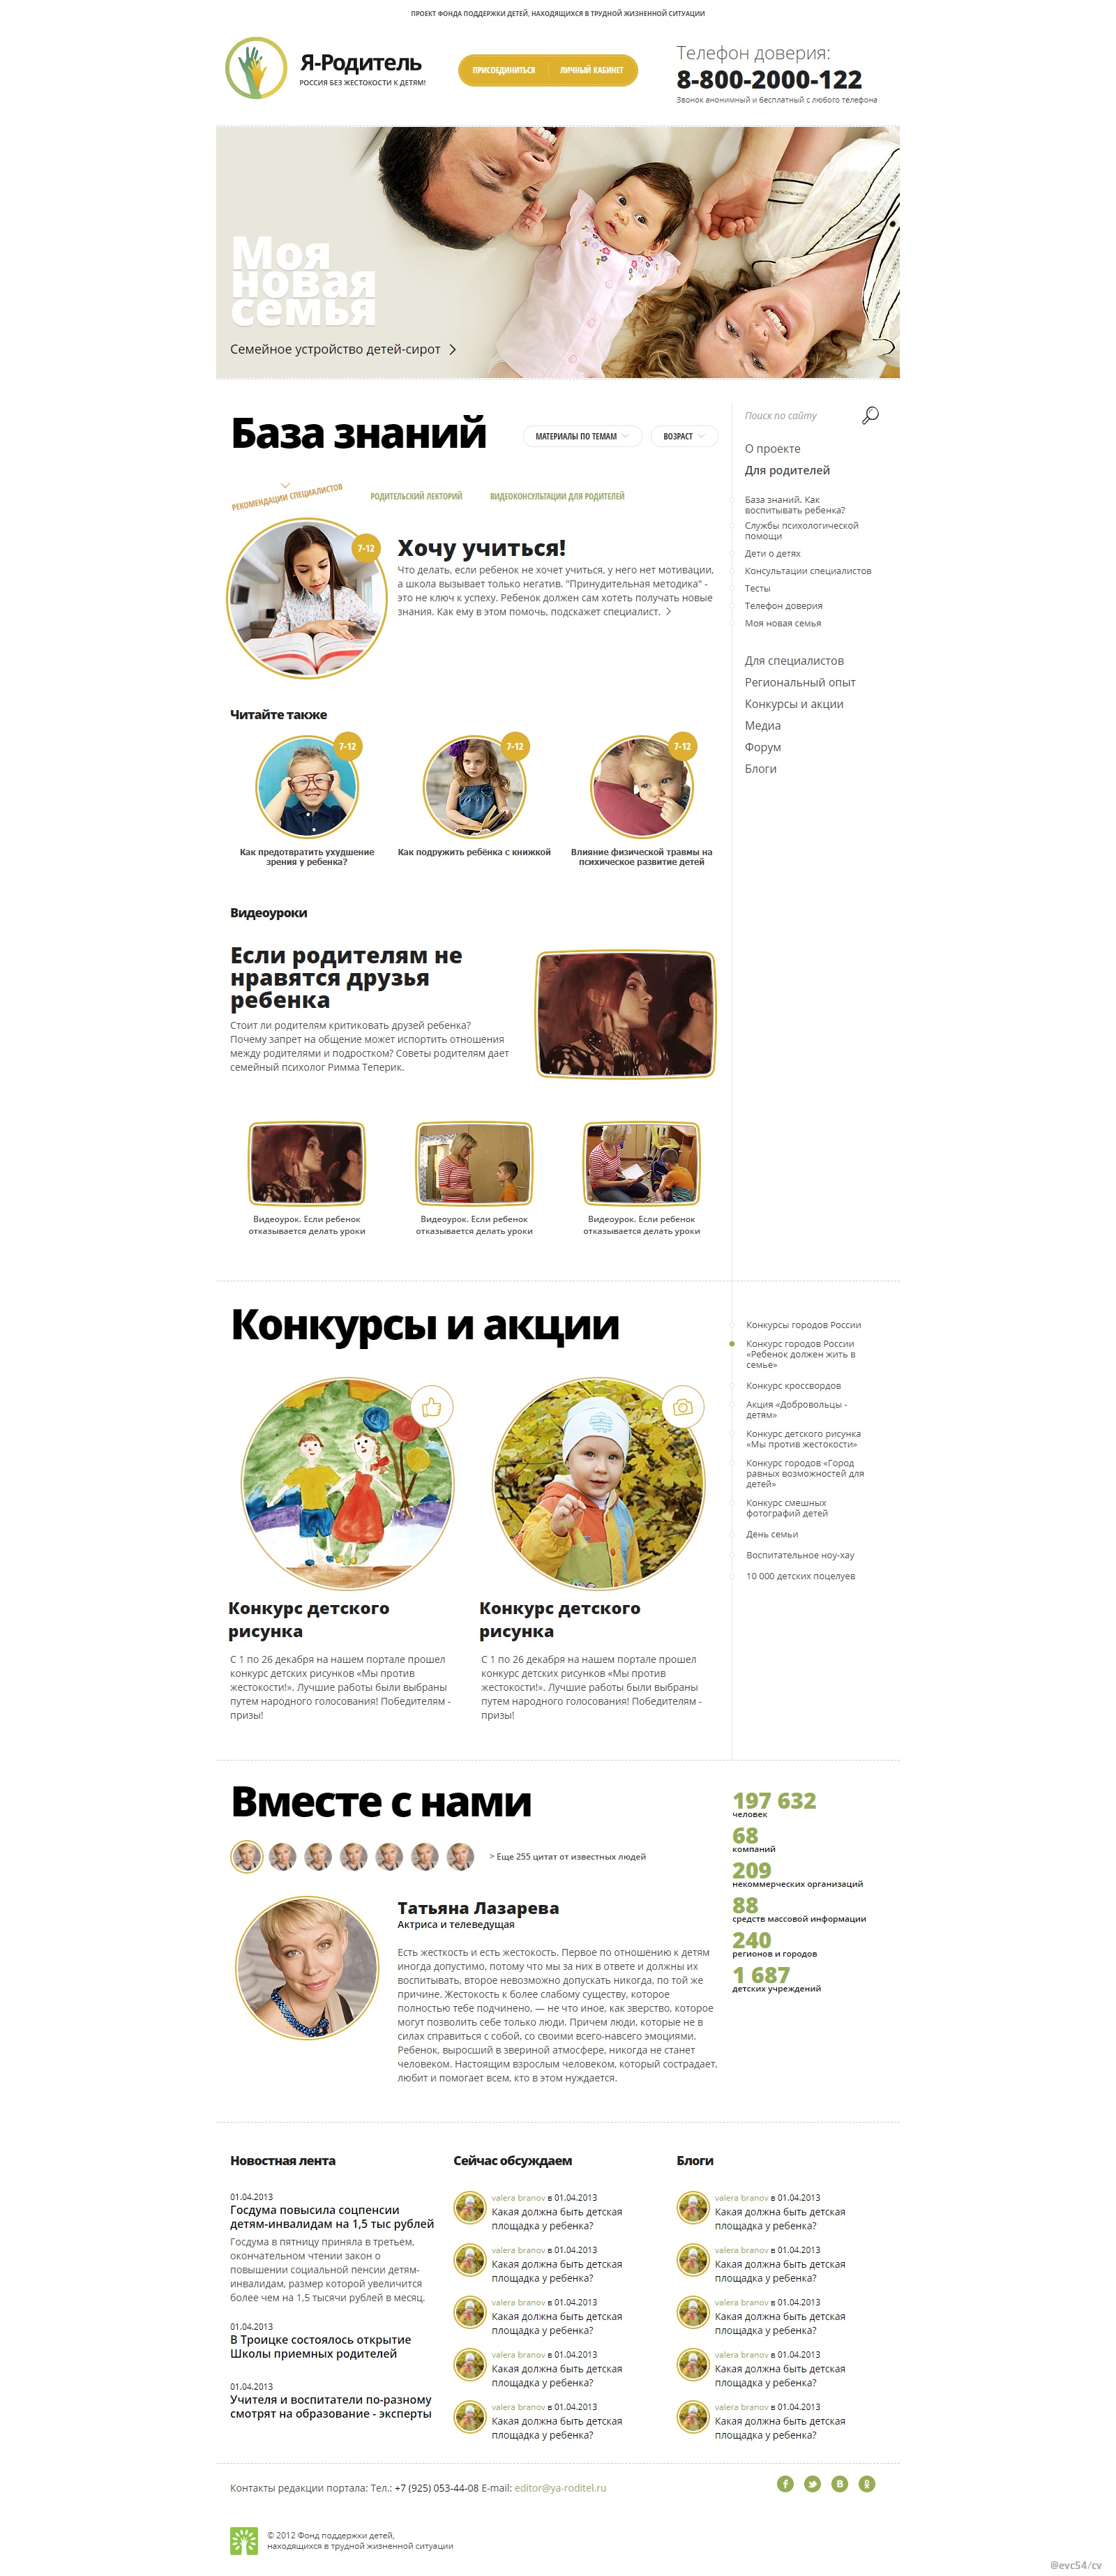 ПРОЕКТ ФОНДА ПОДДЕРЖКИ ДЕТЕЙ, НАХОДЯЩИХСЯ В ТРУДНОЙ ЖИЗНЕННОЙ СИТУАЦИИ
Я-Родитель
РОССИЯ БЕЗ ЖЕСТОКОСТИ К ДЕТЯМ!
ПРИСОЕДИНИТЬСЯ
ЛИЧНЫЙ КАБИНЕТ
Телефон доверия:
8-800-2000-122
Звонок анонимный и бесплатный с любого телефона
Моя
новая
семья
Семейное устройство детей-сирот
База знаний
МАТЕРИАЛЫ ПО ТЕМАМ
ВОЗРАСТ
РЕКОМЕНДАЦИИ СПЕЦИАЛИСТОВ
РОДИТЕЛЬСКИЙ ЛЕКТОРИЙ
ВИДЕОКОНСУЛЬТАЦИИ ДЛЯ РОДИТЕЛЕЙ
7-12
Хочу учиться!
Что делать, если ребенок не хочет учиться, у него нет мотивации,
а школа вызывает только негатив. "Принудительная методика" -
это не ключ к успеху. Ребенок должен сам хотеть получать новые
знания. Как ему в этом помочь, подскажет специалист.
Читайте также
7-12
7-12
7-12
Как предотвратить ухудшение
зрения у ребенка?
Как подружить ребёнка с книжкой
Влияние физической травмы на
психическое развитие детей
Видеоуроки
Если родителям не
нравятся друзья
ребенка
Стоит ли родителям критиковать друзей ребенка?
Почему запрет на общение может испортить отношения
между родителями и подростком? Советы родителям дает
семейный психолог Римма Теперик.
Видеоурок. Если ребенок
отказывается делать уроки
Видеоурок. Если ребенок
отказывается делать уроки
Видеоурок. Если ребенок
отказывается делать уроки
Поиск по сайту
О проекте
Для родителей
База знаний. Как
воспитывать ребенка?
Службы психологической
помощи
Дети о детях
Консультации специалистов
Тесты
Телефон доверия
Моя новая семья
Для специалистов
Региональный опыт
Конкурсы и акции
Медиа
Форум
Блоги
Конкурсы и акции
Конкурс детского
рисунка
С 1 по 26 декабря на нашем портале прошел
конкурс детских рисунков «Мы против
жестокости!». Лучшие работы были выбраны
путем народного голосования! Победителям -
призы!
Конкурс детского
рисунка
С 1 по 26 декабря на нашем портале прошел
конкурс детских рисунков «Мы против
жестокости!». Лучшие работы были выбраны
путем народного голосования! Победителям -
призы!
Конкурсы городов России
Конкурс городов России
«Ребенок должен жить в
семье»
Конкурс кроссвордов
Акция «Добровольцы -
детям»
Конкурс детского рисунка
«Мы против жестокости»
Конкурс городов «Город
равных возможностей для
детей»
Конкурс смешных
фотографий детей
День семьи
Воспитательное ноу-хау
10 000 детских поцелуев
Вместе с нами
> Еще 255 цитат от известных людей
Татьяна Лазарева
Актриса и телеведущая
Есть жесткость и есть жестокость. Первое по отношению к детям
иногда допустимо, потому что мы за них в ответе и должны их
воспитывать, второе невозможно допускать никогда, по той же
причине. Жестокость к более слабому существу, которое
полностью тебе подчинено, — не что иное, как зверство, которое
могут позволить себе только люди. Причем люди, которые не в
силах справиться с собой, со своими всего-навсего эмоциями.
Ребенок, выросший в звериной атмосфере, никогда не станет
человеком. Настоящим взрослым человеком, который сострадает,
любит и помогает всем, кто в этом нуждается.
197 632
человек
68
компаний
209
некоммерческих организаций
88
средств массовой информации
240
регионов и городов
1 687
детских учреждений
Новостная лента
01.04.2013
Госдума повысила соцпенсии
детям-инвалидам на 1,5 тыс рублей
Госдума в пятницу приняла в третьем,
окончательном чтении закон о
повышении социальной пенсии детям-
инвалидам, размер которой увеличится
более чем на 1,5 тысячи рублей в месяц.
01.04.2013
В Троицке состоялось открытие
Школы приемных родителей
01.04.2013
Учителя и воспитатели по-разному
смотрят на образование - эксперты
Сейчас обсуждаем
valera branov в 01.04.2013
Какая должна быть детская
площадка у ребенка?
valera branov в 01.04.2013
Какая должна быть детская
площадка у ребенка?
valera branov в 01.04.2013
Какая должна быть детская
площадка у ребенка?
valera branov в 01.04.2013
Какая должна быть детская
площадка у ребенка?
valera branov в 01.04.2013
Какая должна быть детская
площадка у ребенка?
Блоги
valera branov в 01.04.2013
Какая должна быть детская
площадка у ребенка?
valera branov в 01.04.2013
Какая должна быть детская
площадка у ребенка?
valera branov в 01.04.2013
Какая должна быть детская
площадка у ребенка?
valera branov в 01.04.2013
Какая должна быть детская
площадка у ребенка?
valera branov в 01.04.2013
Какая должна быть детская
площадка у ребенка?
Контакты редакции портала: Тел.: +7 (925) 053-44-08 E-mail: editor@ya-roditel.ru
© 2012 Фонд поддержки детей,
находящихся в трудной жизненной ситуации
@evc54/cv